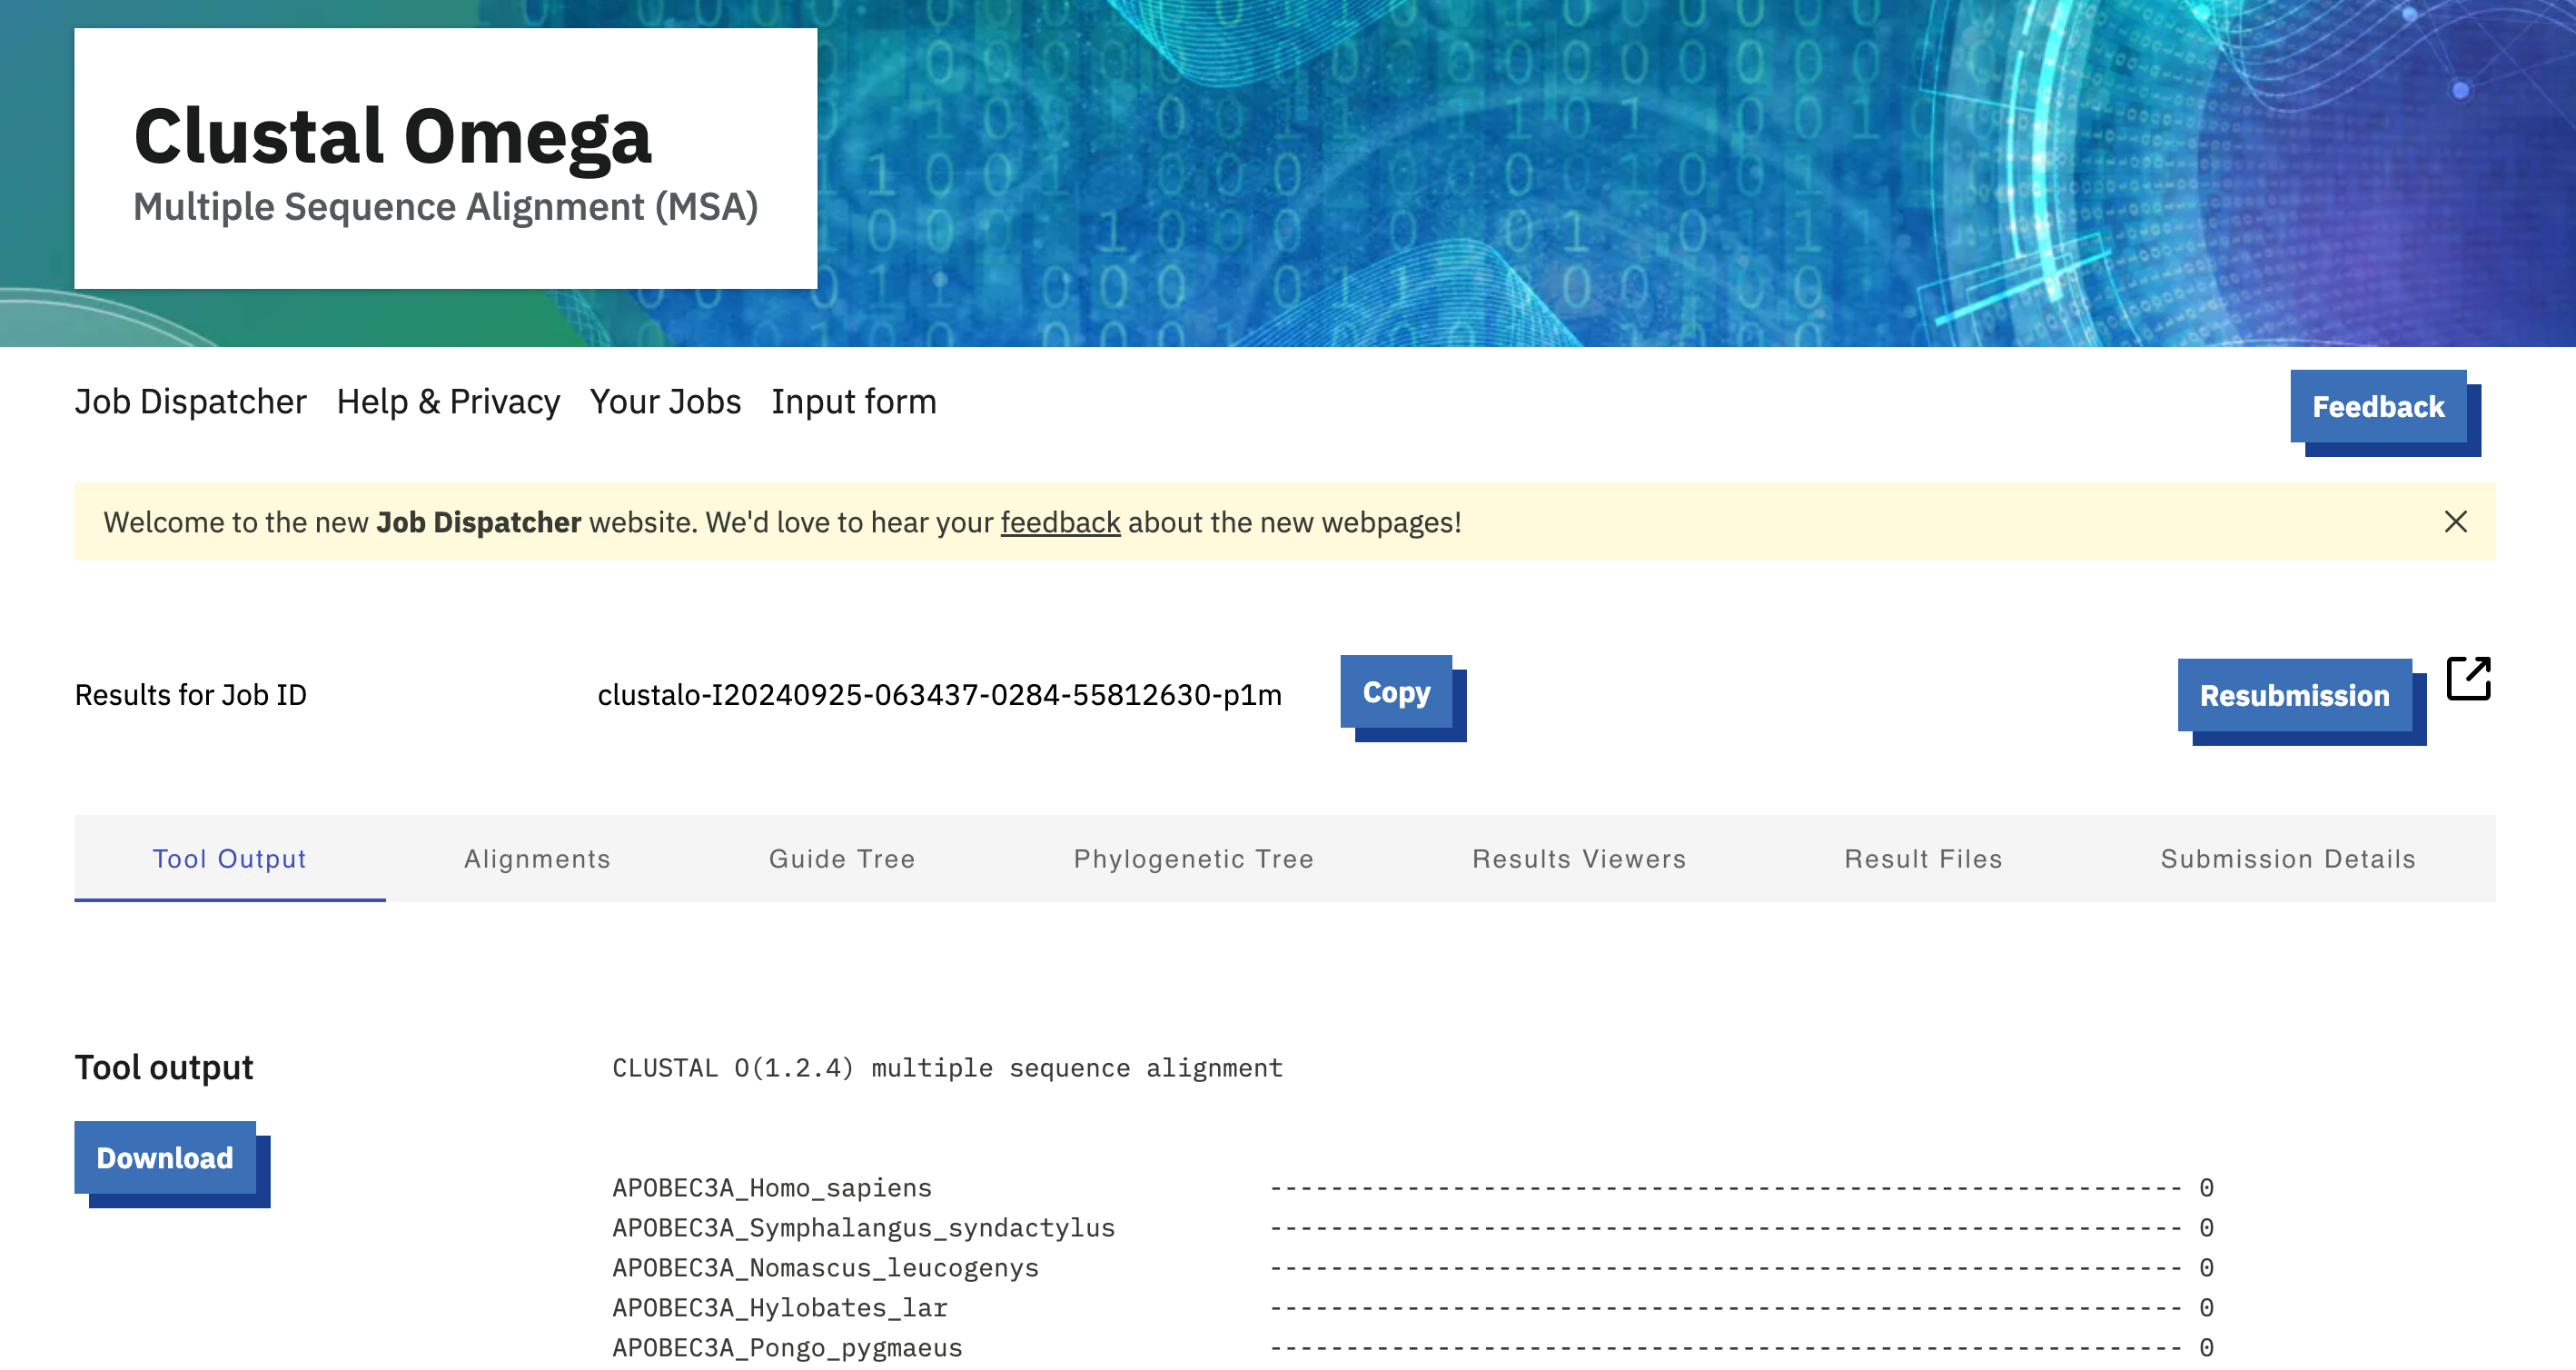 Clustal Omega
Multiple Sequence Alignment (MSA)
Job Dispatcher Help & Privacy Your Jobs Input form Feedback
Welcome to the new Job Dispatcher website. We'd love to hear your feedback about the new webpages!
Results for Job ID clustalo-I20240925-063437-0284-55812630-p1m Copy Resubmission
Tool Output Alignments Guide Tree Phylogenetic Tree Results Viewers Result Files Submission Details
Tool output CLUSTAL O(1.2.4) multiple sequence alignment
Download
APOBEC3A_Homo_sapiens ------------------------------------------------------------ 0
APOBEC3A_Symphalangus_syndactylus ------------------------------------------------------------ 0
APOBEC3A_Nomascus_leucogenys ------------------------------------------------------------ 0
APOBEC3A_Hylobates_lar ------------------------------------------------------------ 0
APOBEC3A_Pongo_pygmaeus ------------------------------------------------------------ 0